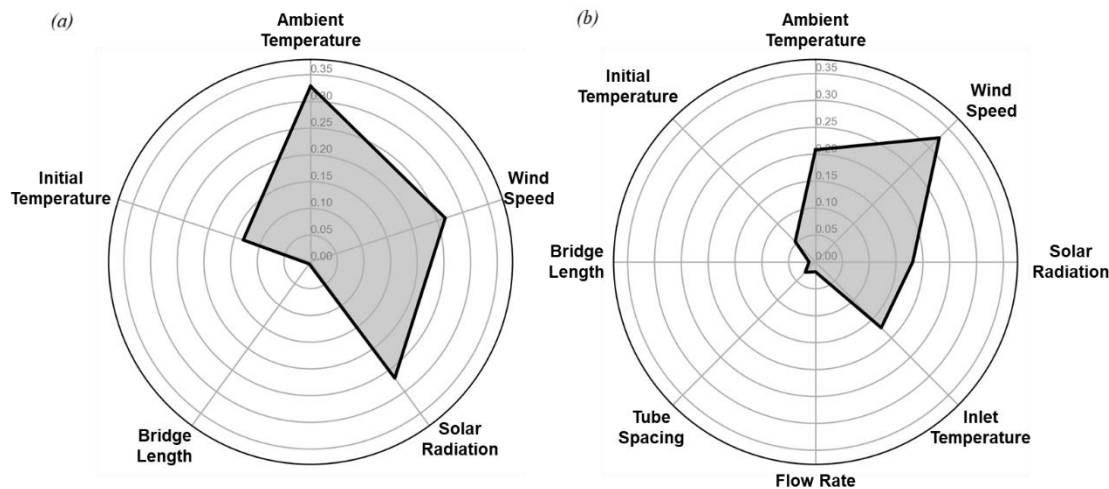 (a)
Ambient
Temperature
0.35
0.30
0.25
0.20
0.15
0.10
0.05
0.00
Wind
Speed
Solar
Radiation
Bridge
Length
Initial
Temperature
(b)
Ambient
Temperature
0.35
0.30
0.25
0.20
0.15
0.10
0.05
0.00
Wind
Speed
Solar
Radiation
Inlet
Temperature
Flow Rate
Tube
Spacing
Bridge
Length
Initial
Temperature